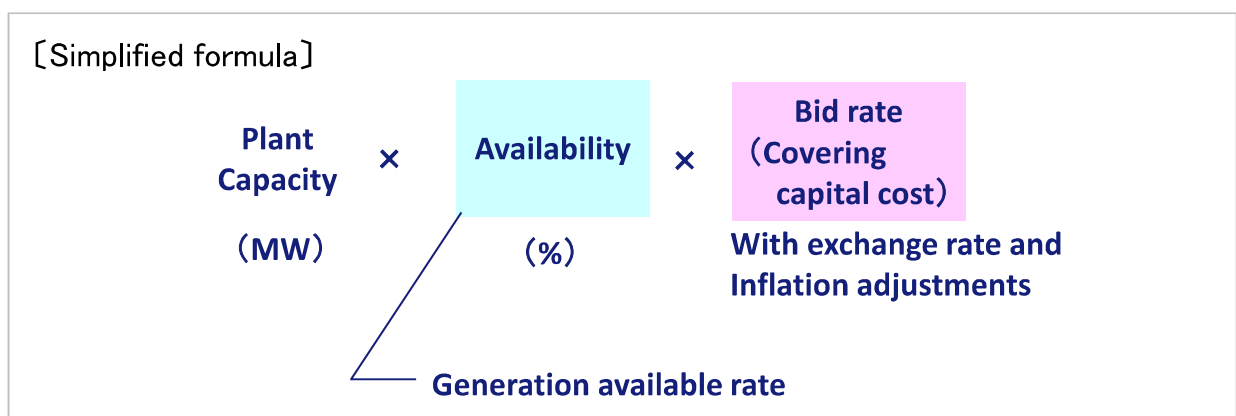 〔Simplified formula〕
Plant
Capacity
(MW)
×
Availability
(%)
×
Bid rate
(Covering
capital cost)
With exchange rate and
Inflation adjustments
Generation available rate